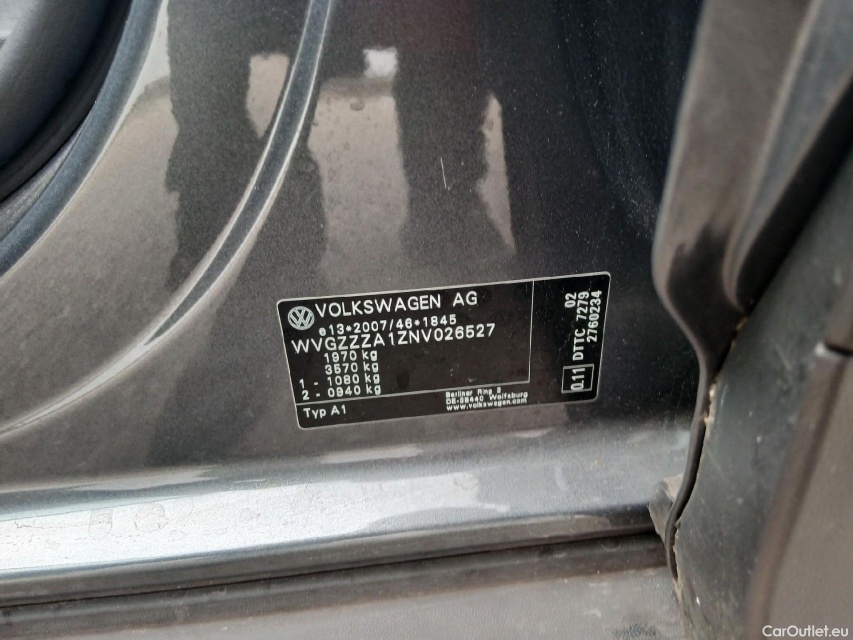 VOLKSWAGEN AG
e13*2007/46*1845
WVGZZZA1ZNV026527
1970 kg
3570 kg
1 - 1080 kg
2 - 0940 kg
Typ A1
Berliner Ring 2
DE-38440 Wolfsburg
www.volkswagen.com
0.11 DTTC 7279 02
2760234
CarOutlet.eu